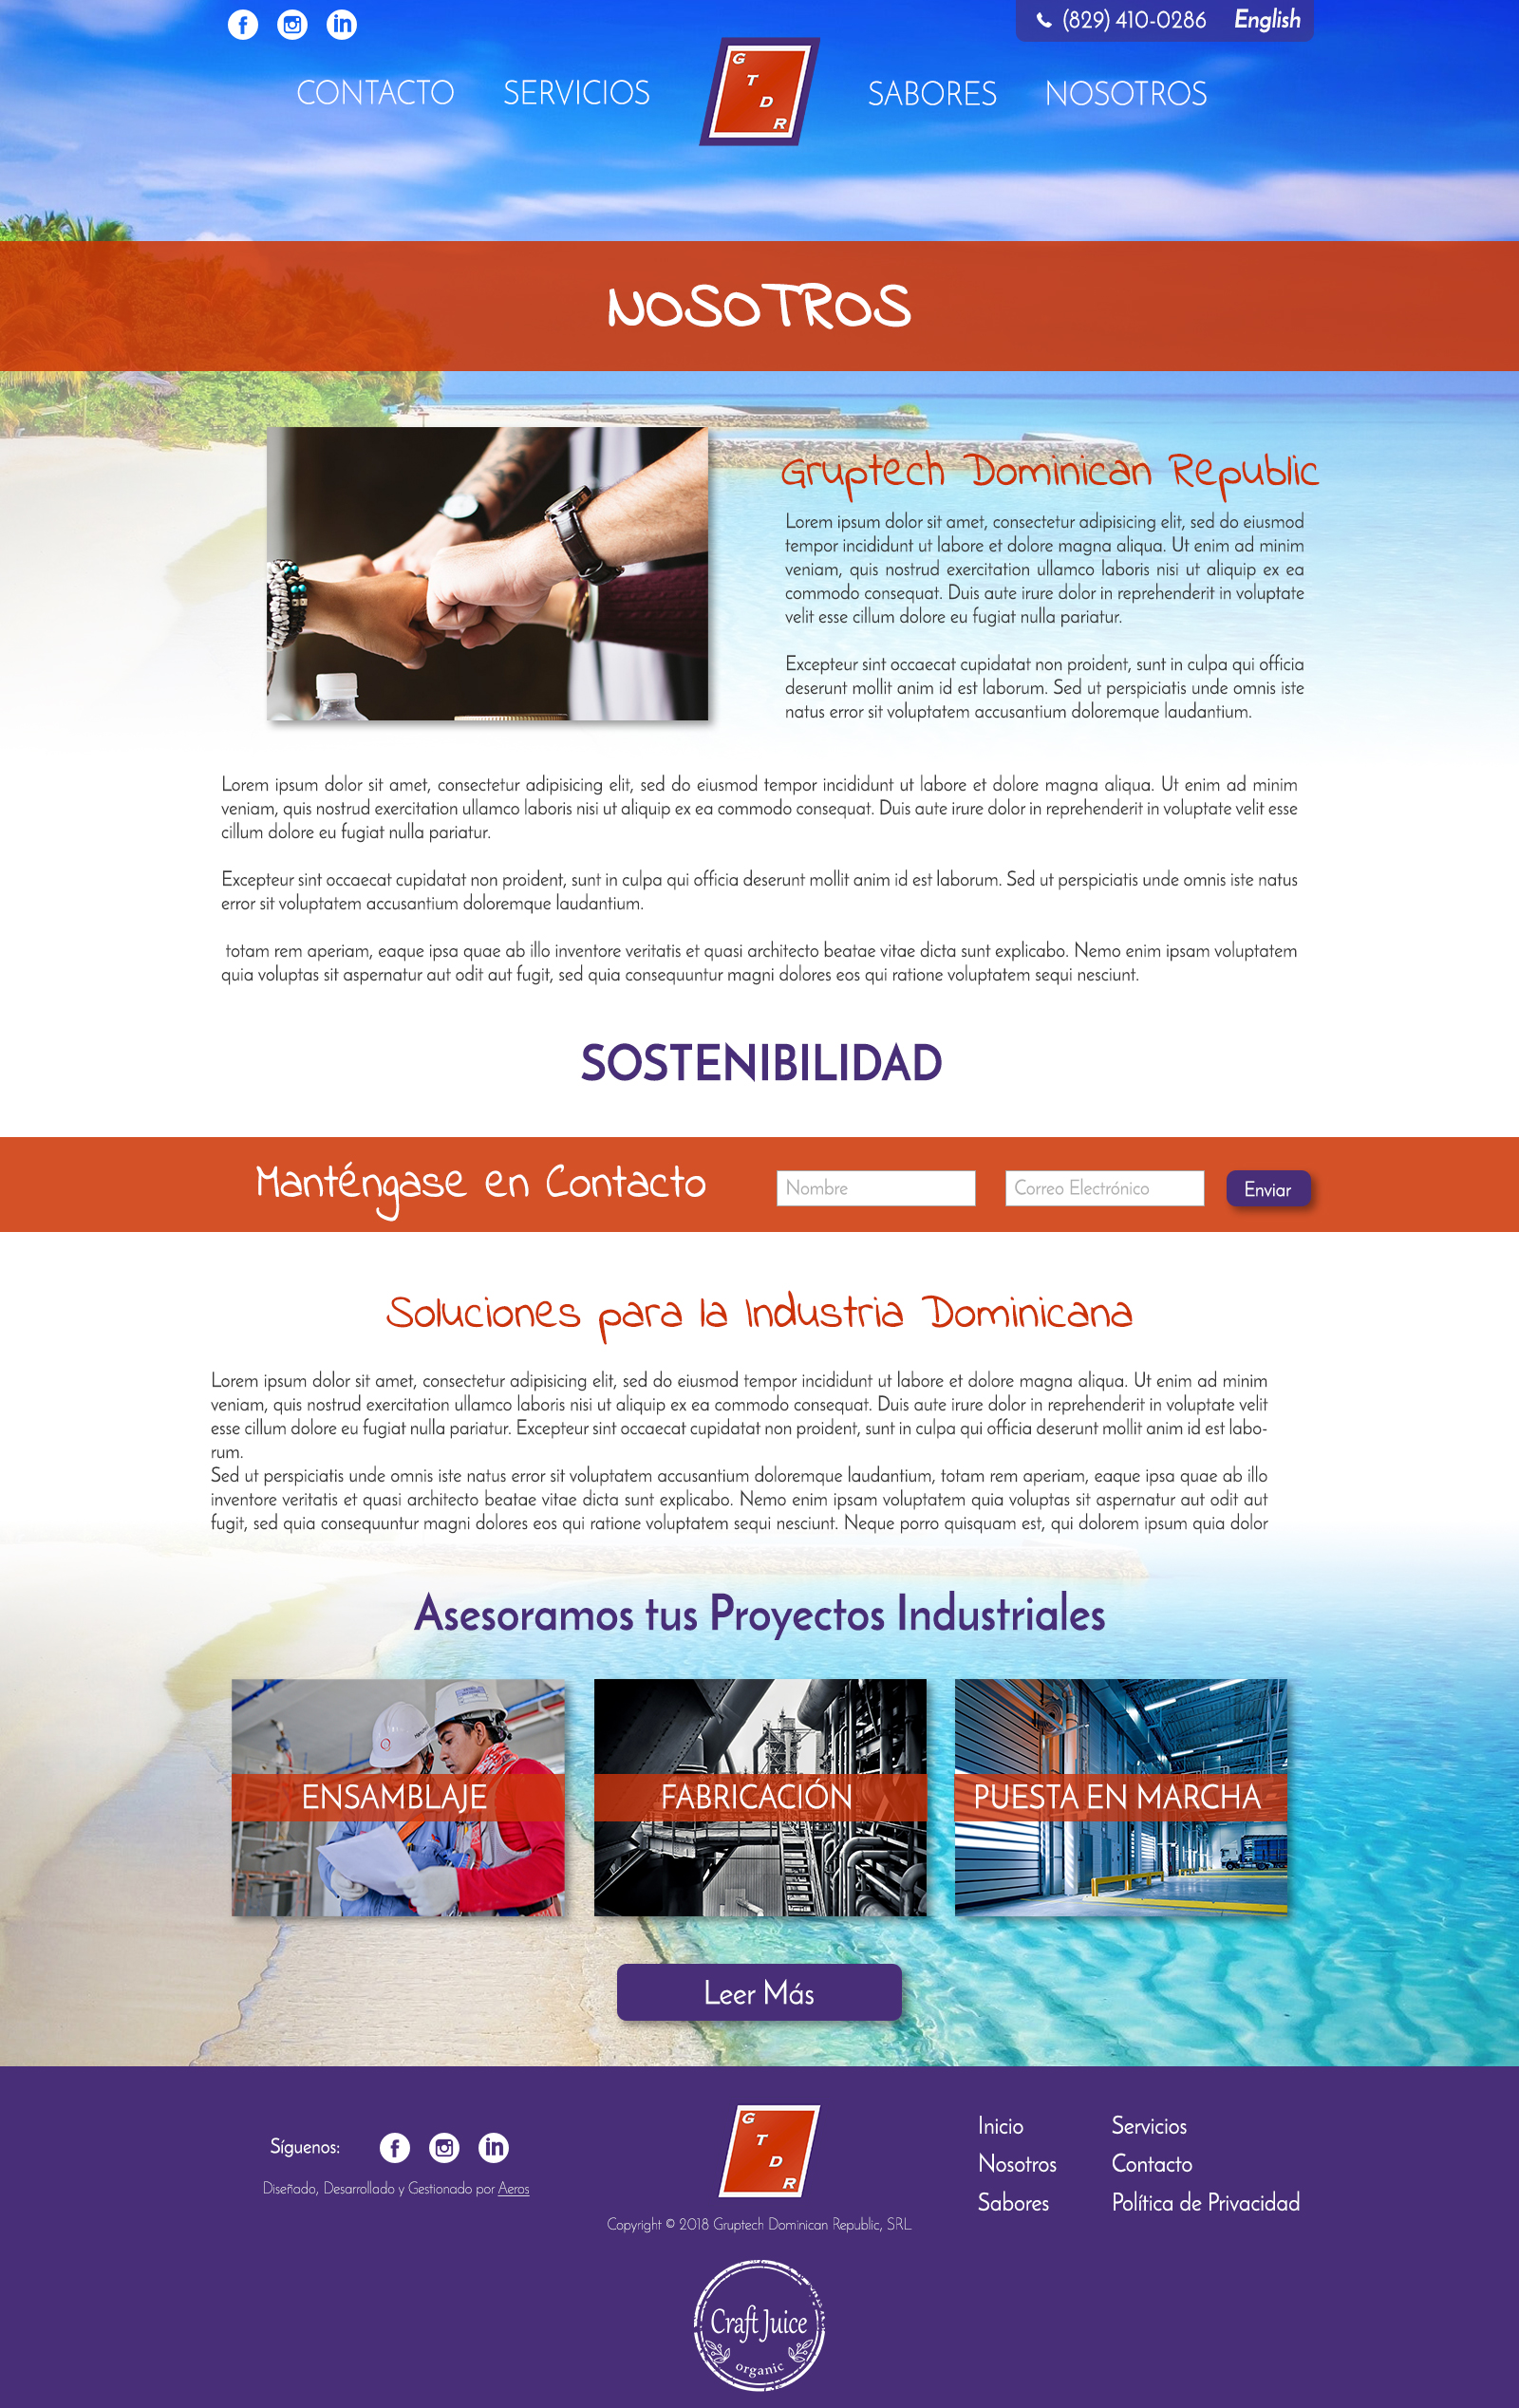 (829) 410-0286 English
CONTACTO SERVICIOS SABORES NOSOTROS
G
T
D
R
NOSOTROS
Gruptech Dominican Republic
Lorem ipsum dolor sit amet, consectetur adipisicing elit, sed do eiusmod
tempor incididunt ut labore et dolore magna aliqua. Ut enim ad minim
veniam, quis nostrud exercitation ullamco laboris nisi ut aliquip ex ea
commodo consequat. Duis aute irure dolor in reprehenderit in voluptate
velit esse cillum dolore eu fugiat nulla pariatur.
Excepteur sint occaecat cupidatat non proident, sunt in culpa qui officia
deserunt mollit anim id est laborum. Sed ut perspiciatis unde omnis iste
natus error sit voluptatem accusantium doloremque laudantium.
Lorem ipsum dolor sit amet, consectetur adipisicing elit, sed do eiusmod tempor incididunt ut labore et dolore magna aliqua. Ut enim ad minim
veniam, quis nostrud exercitation ullamco laboris nisi ut aliquip ex ea commodo consequat. Duis aute irure dolor in reprehenderit in voluptate velit esse
cillum dolore eu fugiat nulla pariatur.
Excepteur sint occaecat cupidatat non proident, sunt in culpa qui officia deserunt mollit anim id est laborum. Sed ut perspiciatis unde omnis iste natus
error sit voluptatem accusantium doloremque laudantium.
totam rem aperiam, eaque ipsa quae ab illo inventore veritatis et quasi architecto beatae vitae dicta sunt explicabo. Nemo enim ipsam voluptatem
quia voluptas sit aspernatur aut odit aut fugit, sed quia consequuntur magni dolores eos qui ratione voluptatem sequi nesciunt.
SOSTENIBILIDAD
Manténgase en Contacto
Nombre
Correo Electrónico
Enviar
Soluciones para la Industria Dominicana
Lorem ipsum dolor sit amet, consectetur adipisicing elit, sed do eiusmod tempor incididunt ut labore et dolore magna aliqua. Ut enim ad minim
veniam, quis nostrud exercitation ullamco laboris nisi ut aliquip ex ea commodo consequat. Duis aute irure dolor in reprehenderit in voluptate velit
esse cillum dolore eu fugiat nulla pariatur. Excepteur sint occaecat cupidatat non proident, sunt in culpa qui officia deserunt mollit anim id est labo-
rum.
Sed ut perspiciatis unde omnis iste natus error sit voluptatem accusantium doloremque laudantium, totam rem aperiam, eaque ipsa quae ab illo
inventore veritatis et quasi architecto beatae vitae dicta sunt explicabo. Nemo enim ipsam voluptatem quia voluptas sit aspernatur aut odit aut
fugit, sed quia consequuntur magni dolores eos qui ratione voluptatem sequi nesciunt. Neque porro quisquam est, qui dolorem ipsum quia dolor
Asesoramos tus Proyectos Industriales
ENSAMBLAJE
FABRICACIÓN
PUESTA EN MARCHA
Leer Más
Síguenos:
Diseñado, Desarrollado y Gestionado por Aeros
G
T
D
R
Copyright © 2018 Gruptech Dominican Republic, SRL
Inicio
Nosotros
Sabores
Servicios
Contacto
Política de Privacidad
Craft Juice
organic